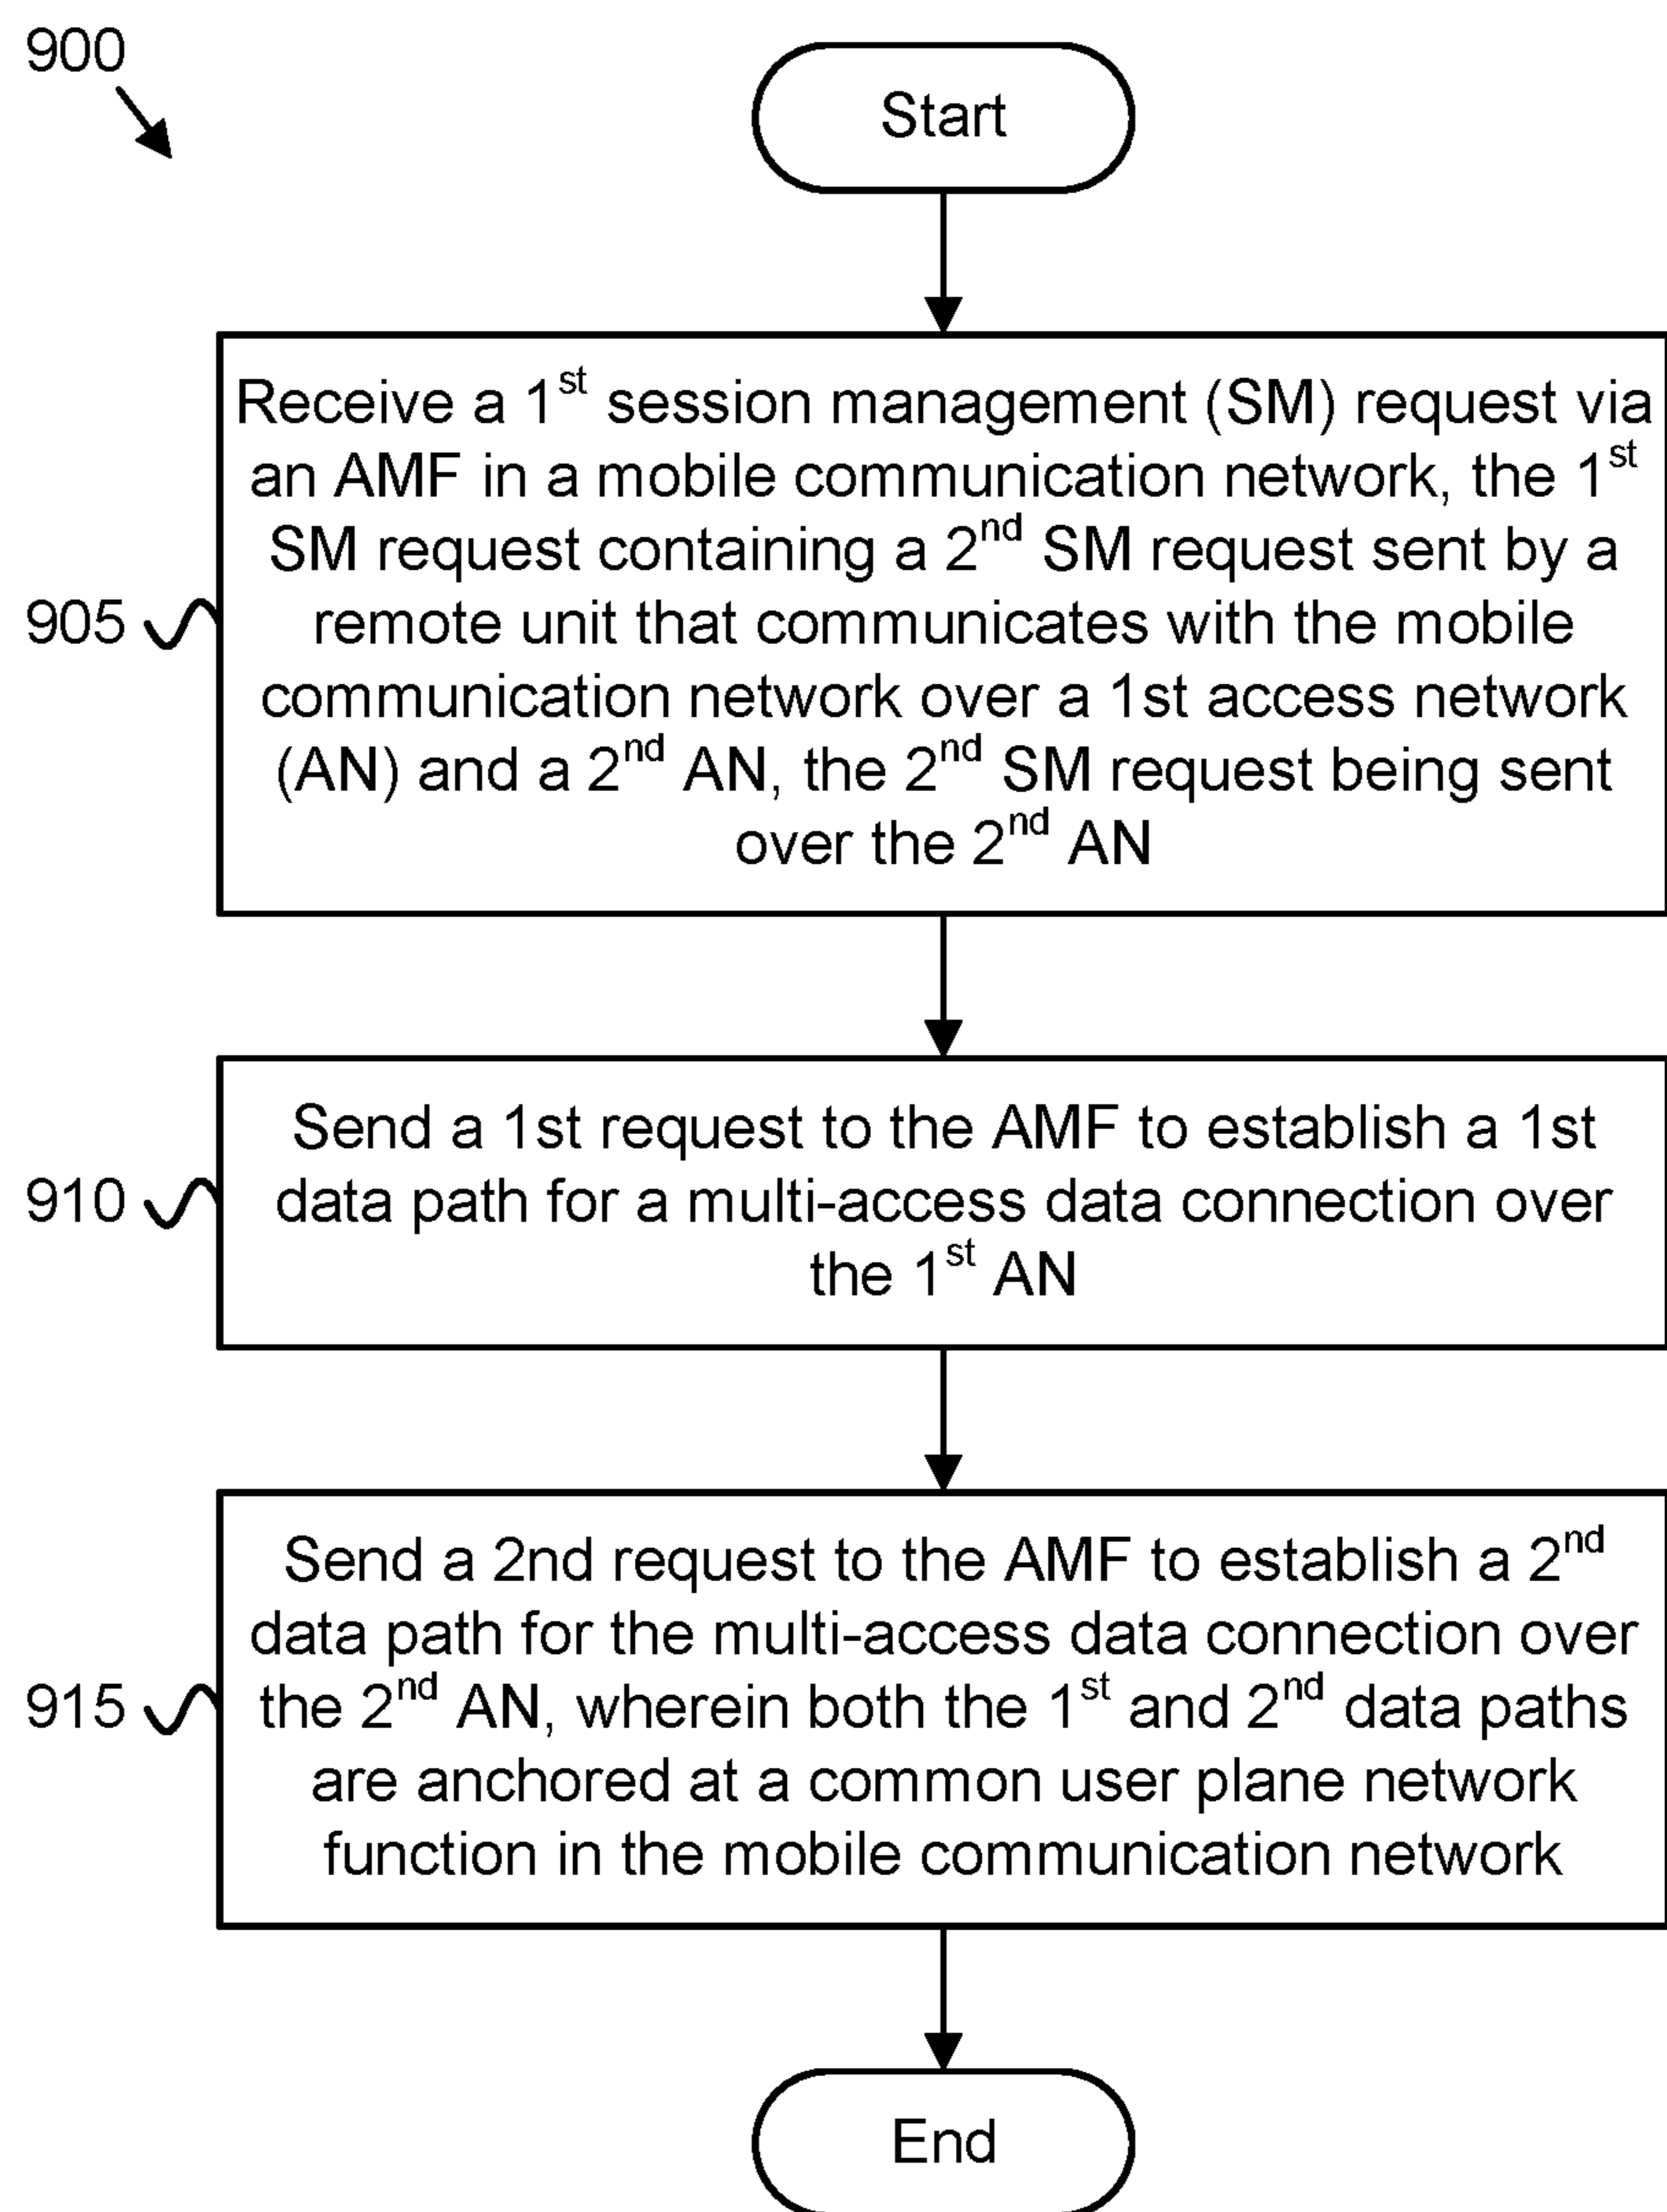 900
Start
Receive a 1st session management (SM) request via
an AMF in a mobile communication network, the 1st
SM request containing a 2nd SM request sent by a
remote unit that communicates with the mobile
communication network over a 1st access network
(AN) and a 2nd AN, the 2nd SM request being sent
over the 2nd AN
905
Send a 1st request to the AMF to establish a 1st
data path for a multi-access data connection over
the 1st AN
910
Send a 2nd request to the AMF to establish a 2nd
data path for the multi-access data connection over
the 2nd AN, wherein both the 1st and 2nd data paths
are anchored at a common user plane network
function in the mobile communication network
915
End